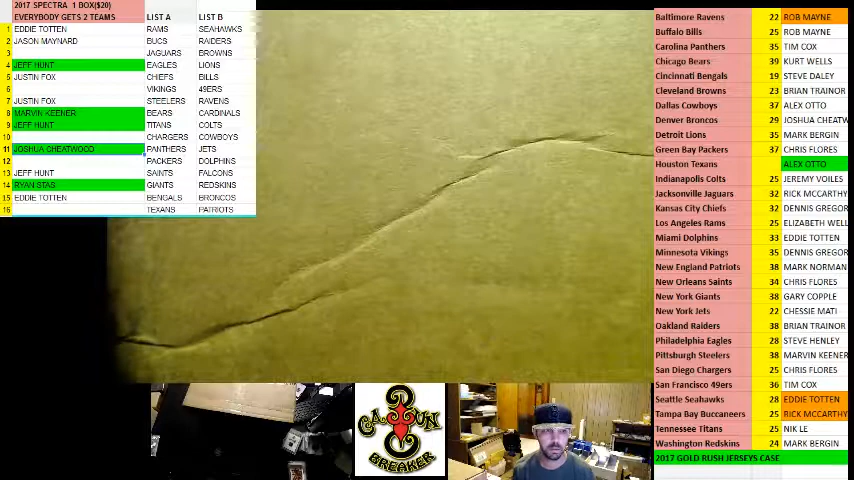 2017 SPECTRA 1 BOX($20)
EVERYBODY GETS 2 TEAMS LIST A LIST B
1 EDDIE TOTTEN RAMS SEAHAWKS
2 JASON MAYNARD BUCS RAIDERS
3 JAGUARS BROWNS
4 JEFF HUNT EAGLES LIONS
5 JUSTIN FOX CHIEFS BILLS
6 VIKINGS 49ERS
7 JUSTIN FOX STEELERS RAVENS
8 MARVIN KEENER BEARS CARDINALS
9 JEFF HUNT TITANS COLTS
10 CHARGERS COWBOYS
11 JOSHUA CHEATWOOD PANTHERS JETS
12 PACKERS DOLPHINS
13 JEFF HUNT SAINTS FALCONS
14 RYAN STAS GIANTS REDSKINS
15 EDDIE TOTTEN BENGALS BRONCOS
16 TEXANS PATRIOTS
Baltimore Ravens 22 ROB MAYNE
Buffalo Bills 25 ROB MAYNE
Carolina Panthers 35 TIM COX
Chicago Bears 39 KURT WELLS
Cincinnati Bengals 19 STEVE DALEY
Cleveland Browns 23 BRIAN TRAINOR
Dallas Cowboys 37 ALEX OTTO
Denver Broncos 29 JOSHUA CHEATW
Detroit Lions 35 MARK BERGIN
Green Bay Packers 37 CHRIS FLORES
Houston Texans ALEX OTTO
Indianapolis Colts 25 JEREMY VOILES
Jacksonville Jaguars 32 RICK MCCARTHY
Kansas City Chiefs 32 DENNIS GREGOR
Los Angeles Rams 25 ELIZABETH WELL
Miami Dolphins 33 EDDIE TOTTEN
Minnesota Vikings 35 DENNIS GREGOR
New England Patriots 38 MARK NORMAN
New Orleans Saints 34 CHRIS FLORES
New York Giants 38 GARY COPPLE
New York Jets 22 CHESSIE MATI
Oakland Raiders 38 BRIAN TRAINOR
Philadelphia Eagles 28 STEVE HENLEY
Pittsburgh Steelers 38 MARVIN KEENER
San Diego Chargers 25 CHRIS FLORES
San Francisco 49ers 36 TIM COX
Seattle Seahawks 28 EDDIE TOTTEN
Tampa Bay Buccaneers 25 RICK MCCARTHY
Tennessee Titans 25 NIK LE
Washington Redskins 24 MARK BERGIN
2017 GOLD RUSH JERSEYS CASE
CAJUN
BREAKER